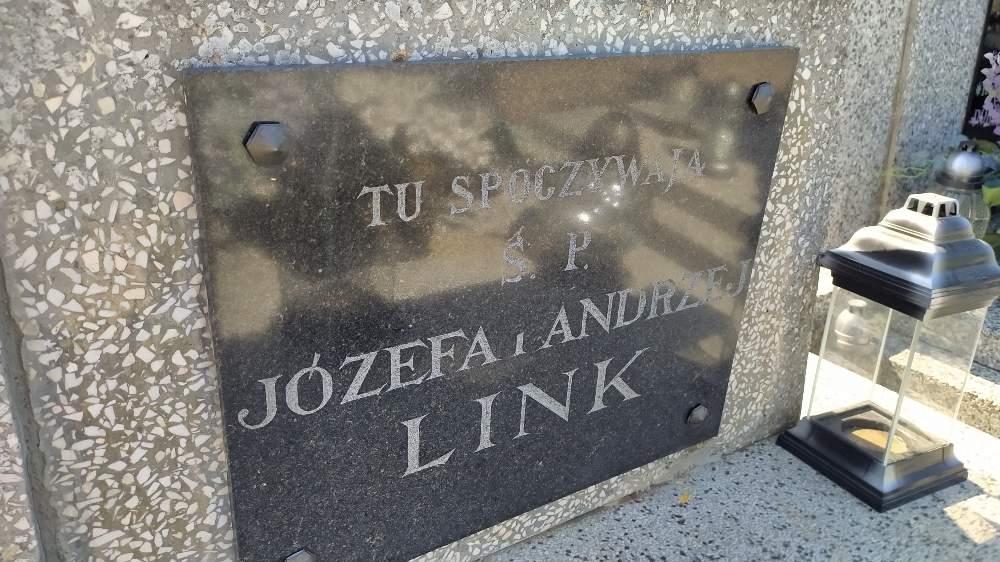 TU SPOCZYWAJĄ
Ś. P.
JÓZEFA I ANDRZEJ
LINK